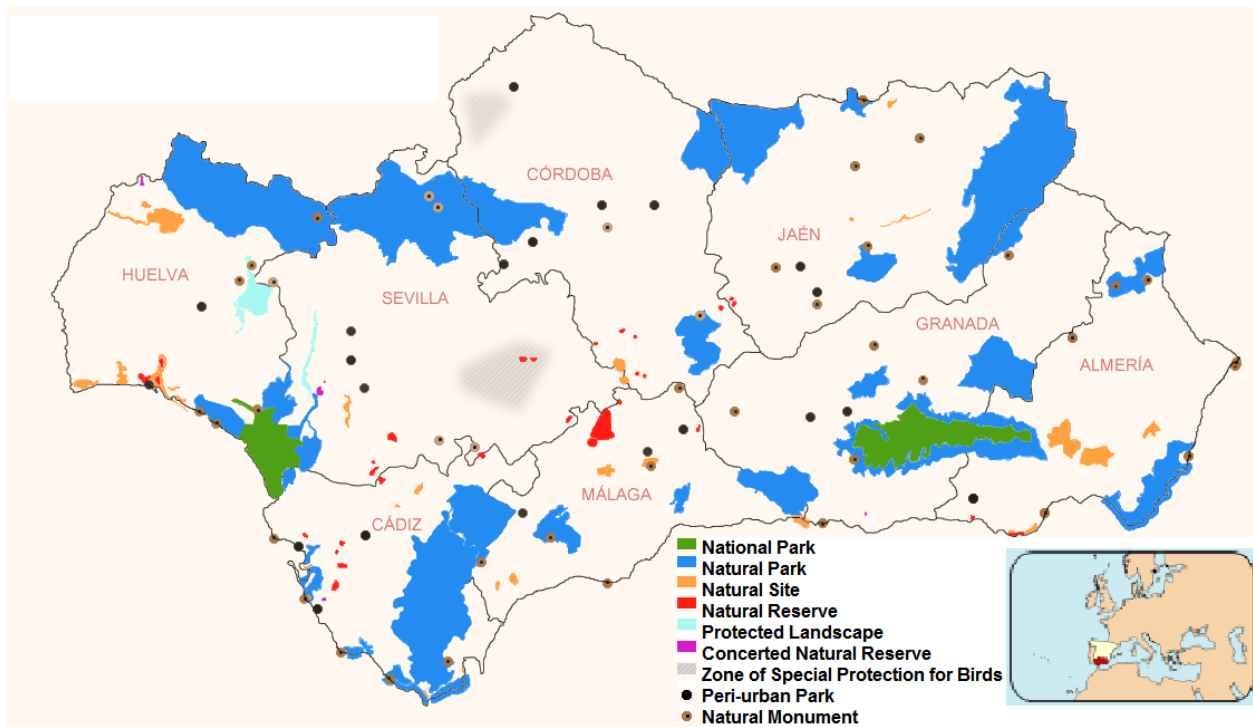 CÓRDOBA
JAÉN
HUELVA
SEVILLA
GRANADA
ALMERÍA
MÁLAGA
CÁDIZ
National Park
Natural Park
Natural Site
Natural Reserve
Protected Landscape
Concerted Natural Reserve
Zone of Special Protection for Birds
Peri-urban Park
Natural Monument